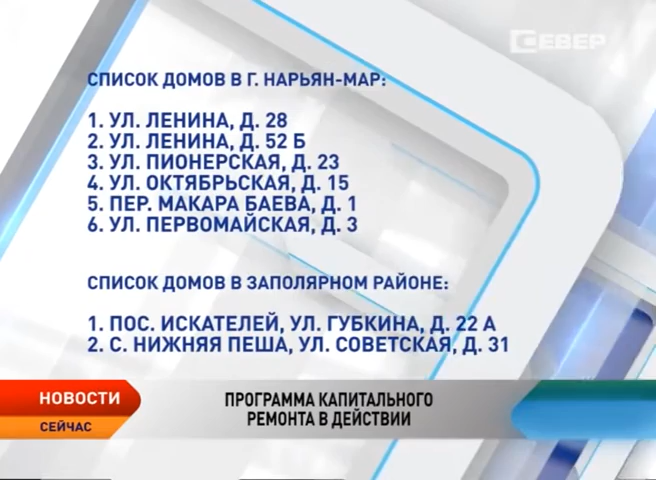 СЕВЕР
СПИСОК ДОМОВ В Г. НАРЬЯН-МАР:
1. УЛ. ЛЕНИНА, Д. 28
2. УЛ. ЛЕНИНА, Д. 52 Б
3. УЛ. ПИОНЕРСКАЯ, Д. 23
4. УЛ. ОКТЯБРЬСКАЯ, Д. 15
5. ПЕР. МАКАРА БАЕВА, Д. 1
6. УЛ. ПЕРВОМАЙСКАЯ, Д. 3
СПИСОК ДОМОВ В ЗАПОЛЯРНОМ РАЙОНЕ:
1. ПОС. ИСКАТЕЛЕЙ, УЛ. ГУБКИНА, Д. 22 А
2. С. НИЖНЯЯ ПЕША, УЛ. СОВЕТСКАЯ, Д. 31
НОВОСТИ
СЕЙЧАС
ПРОГРАММА КАПИТАЛЬНОГО
РЕМОНТА В ДЕЙСТВИИ